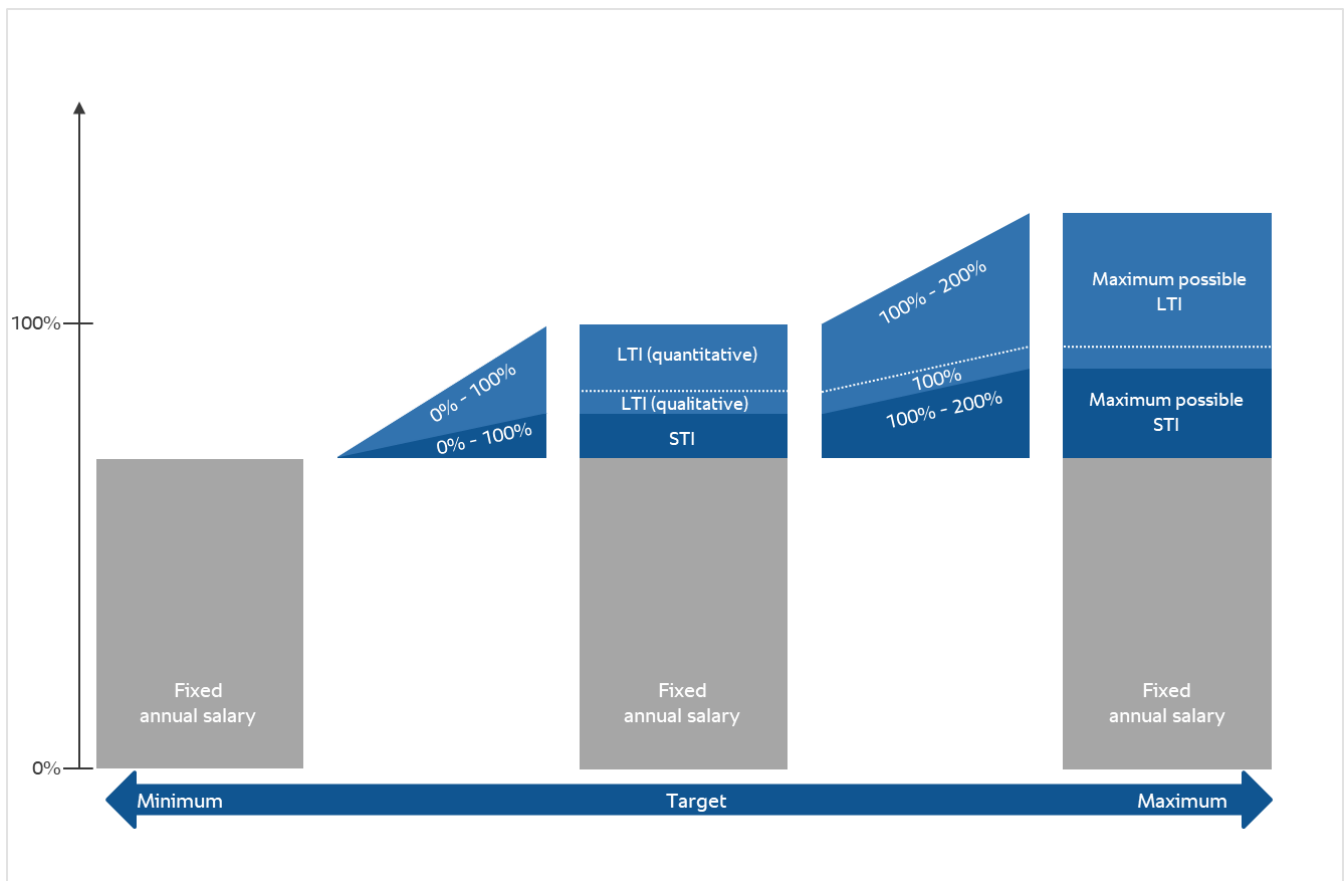 100%
0%
Fixed
annual salary
0% - 100%
0% - 100%
LTI (quantitative)
LTI (qualitative)
STI
Fixed
annual salary
100% - 200%
100%
100% - 200%
Maximum possible
LTI
Maximum possible
STI
Fixed
annual salary
Minimum
Target
Maximum